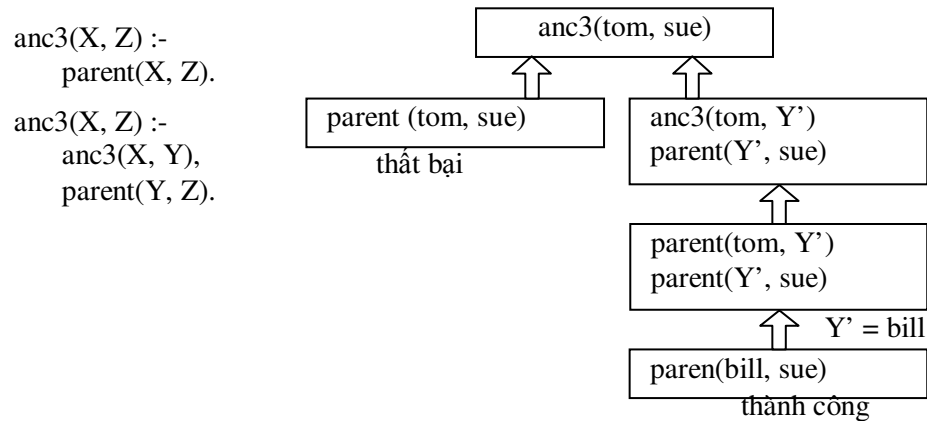 anc3(X, Z) :-
parent(X, Z).
anc3(X, Z) :-
anc3(X, Y),
parent(Y, Z).
anc3(tom, sue)
parent (tom, sue)
thất bại
anc3(tom, Y’)
parent(Y’, sue)
parent(tom, Y’)
parent(Y’, sue)
Y’ = bill
paren(bill, sue)
thành công